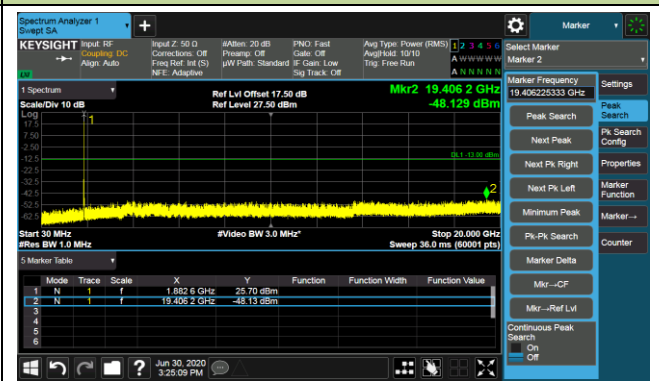 Spectrum Analyzer 1
Swept SA
+
Marker
KEYSIGHT Input: RF Input Z: 50 Ω #Atten: 20 dB PNO: Fast Avg Type: Power (RMS) 1 2 3 4 5 6
Coupling: DC Corrections: Off Preamp: Off Gate: Off Avg|Hold: 10/10 A W W W W W
Align: Auto Freq Ref: Int (S) µW Path: Standard IF Gain: Low Trig: Free Run
NFE: Adaptive Sig Track: Off A N N N N N
Select Marker
Marker 2
1 Spectrum
Scale/Div 10 dB
Ref Lvl Offset 17.50 dB
Ref Level 27.50 dBm
Mkr2 19.406 2 GHz
-48.129 dBm
Log
17.5
7.50
-2.50
-12.5
-22.5
-32.5
-42.5
-52.5
-62.5
1
DL1 -13.00 dBm
2
Start 30 MHz #Video BW 3.0 MHz* Stop 20.000 GHz
#Res BW 1.0 MHz Sweep 36.0 ms (60001 pts)
5 Marker Table
Mode Trace Scale X Y Function Function Width Function Value
1 N 1 f 1.882 6 GHz 25.70 dBm
2 N 1 f 19.406 2 GHz -48.13 dBm
3
4
5
6
Marker Frequency
19.406225333 GHz
Peak Search
Next Peak
Next Pk Right
Next Pk Left
Minimum Peak
Pk-Pk Search
Marker Delta
Mkr→CF
Mkr→Ref Lvl
Continuous Peak
Search
On
Off
Settings
Peak
Search
Pk Search
Config
Properties
Marker
Function
Marker→
Counter
?
Jun 30, 2020
3:25:09 PM